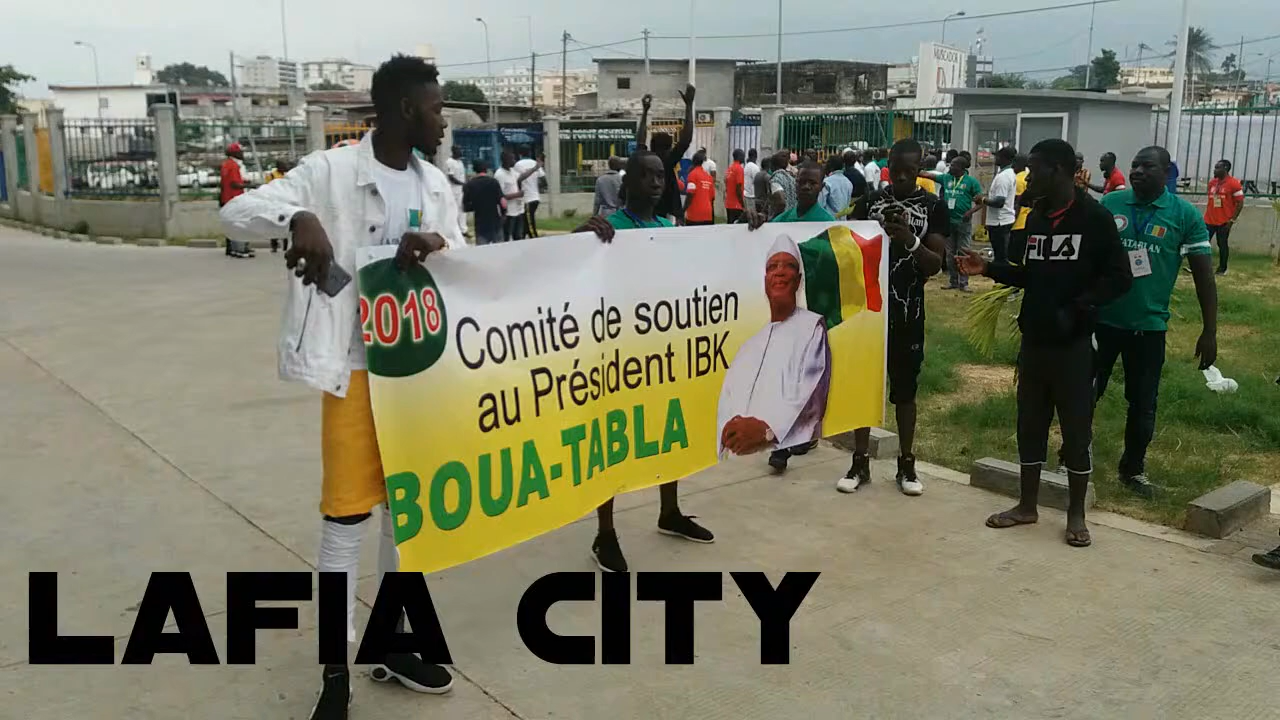 2018
Comité de soutien
au Président IBK
BOUA-TABLA
FILA
LAFIA CITY